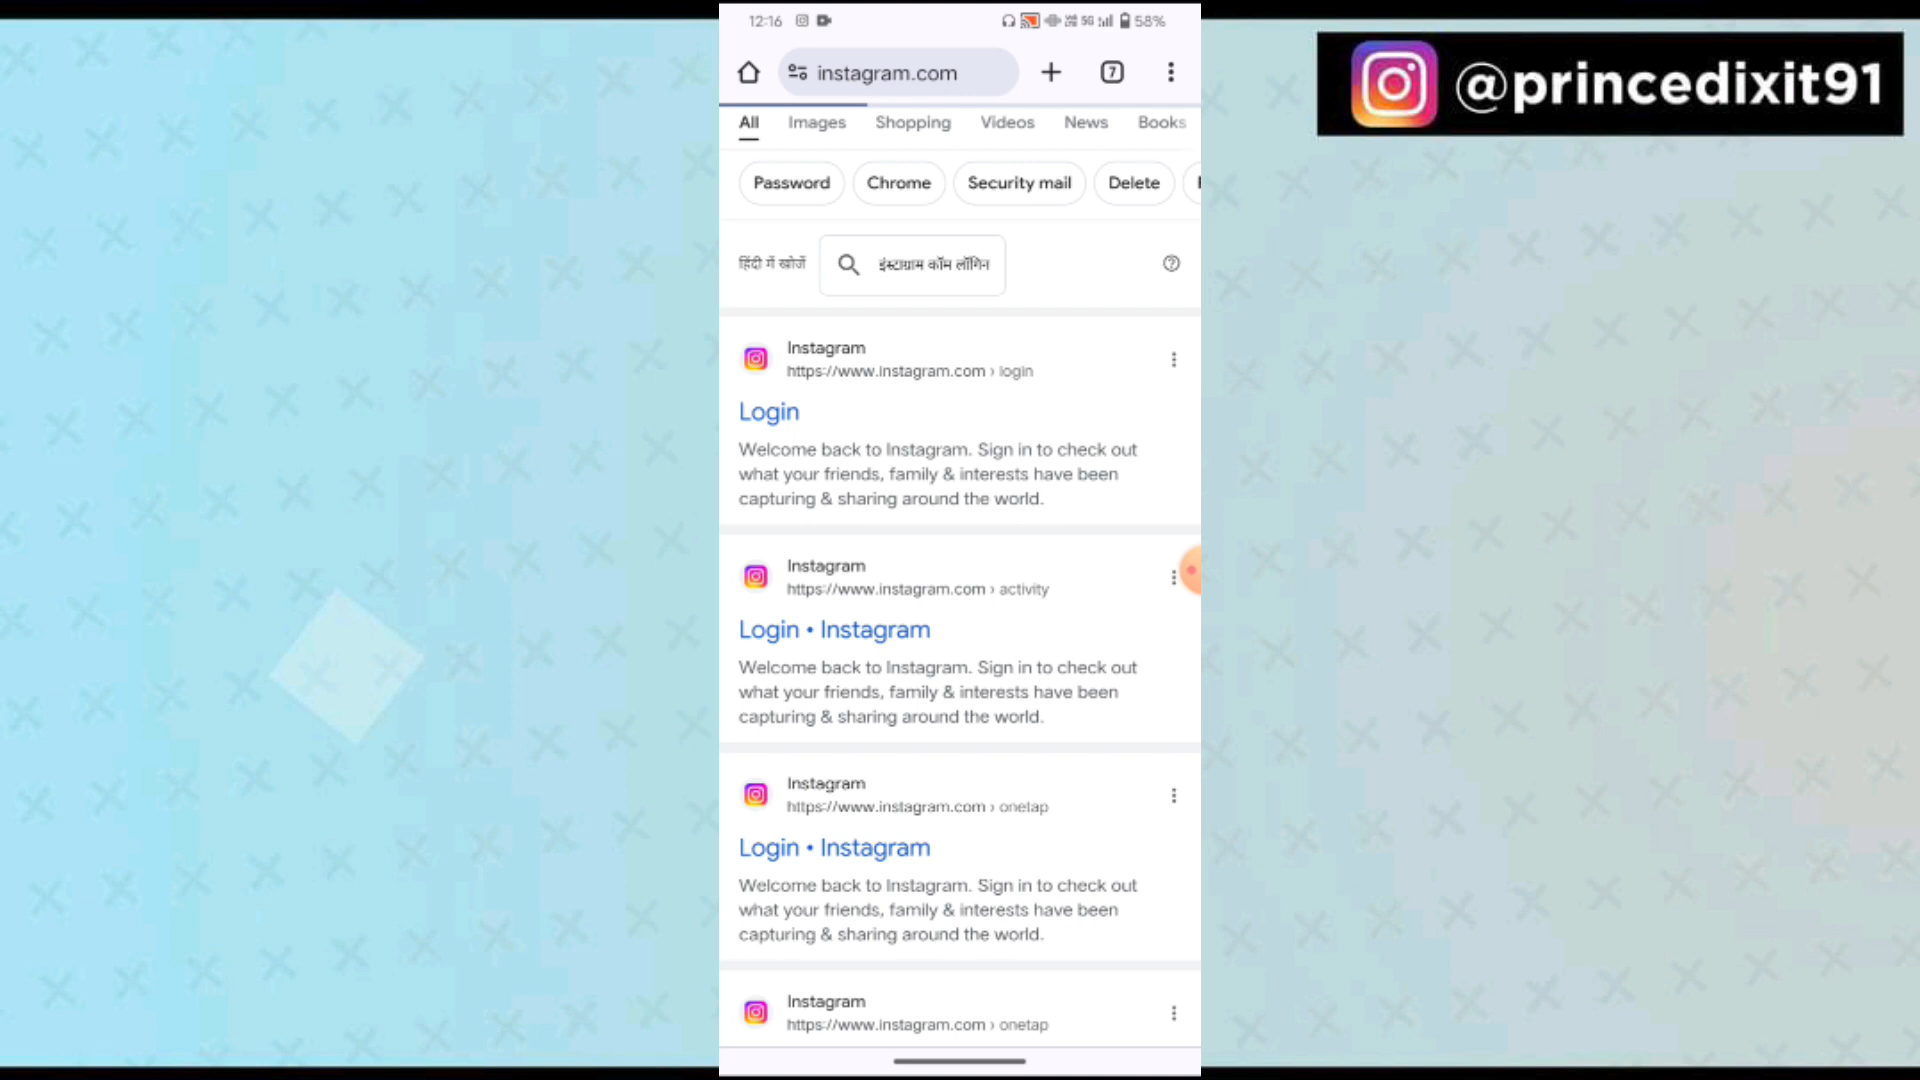 12:16
5G 58%
@princedixit91
instagram.com
7
All Images Shopping Videos News Books
Password Chrome Security mail Delete
हिंदी में खोजें
इंस्टाग्राम कॉम लॉगिन
Instagram
https://www.instagram.com › login
Login
Welcome back to Instagram. Sign in to check out
what your friends, family & interests have been
capturing & sharing around the world.
Instagram
https://www.instagram.com › activity
Login • Instagram
Welcome back to Instagram. Sign in to check out
what your friends, family & interests have been
capturing & sharing around the world.
Instagram
https://www.instagram.com › onetap
Login • Instagram
Welcome back to Instagram. Sign in to check out
what your friends, family & interests have been
capturing & sharing around the world.
Instagram
https://www.instagram.com › onetap